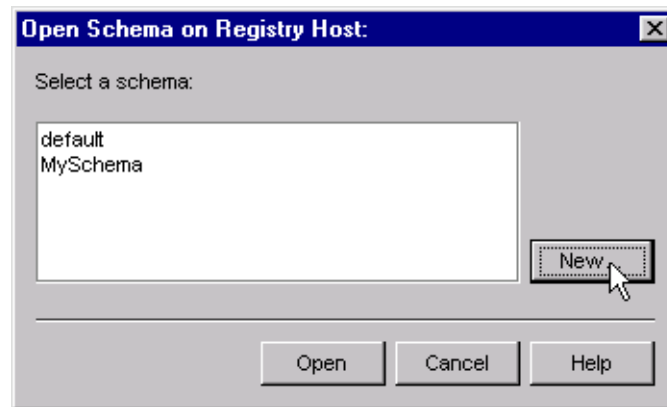 Open Schema on Registry Host:
Select a schema:
default
MySchema
New...
Open Cancel Help